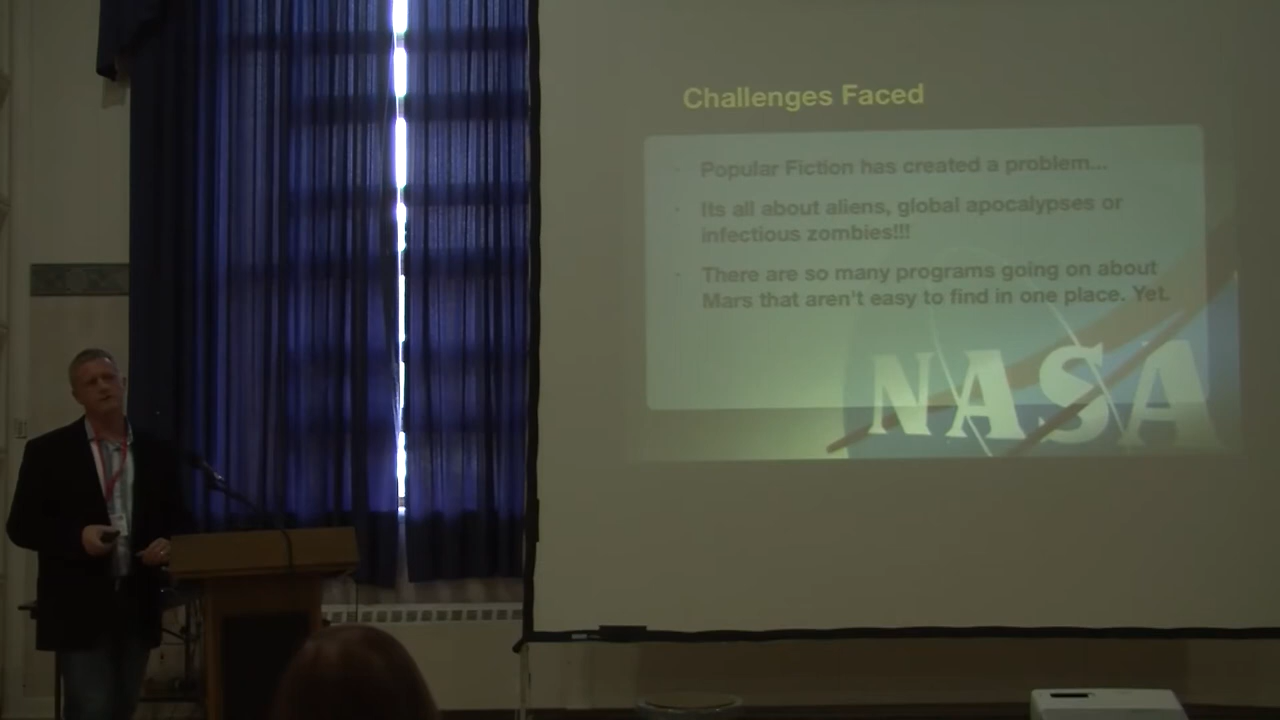 Challenges Faced
Popular Fiction has created a problem...
Its all about aliens, global apocalypses or
infectious zombies!!!
There are so many programs going on about
Mars that aren't easy to find in one place. Yet.
NASA